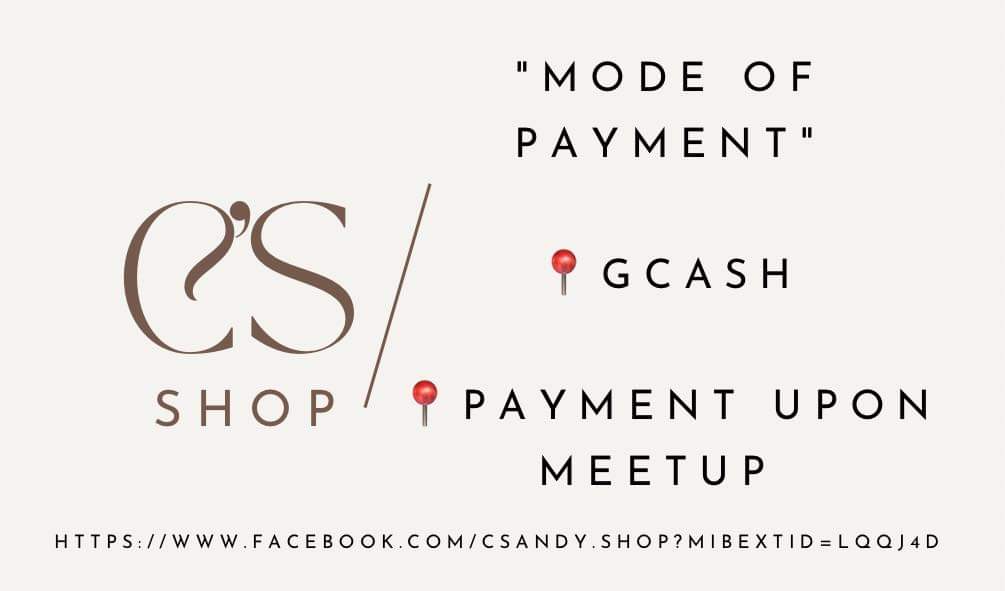 "MODE OF
PAYMENT"
C'S
SHOP
GCASH
PAYMENT UPON
MEETUP
HTTPS://WWW.FACEBOOK.COM/CSANDY.SHOP?MIBEXTID=LQQJ4D